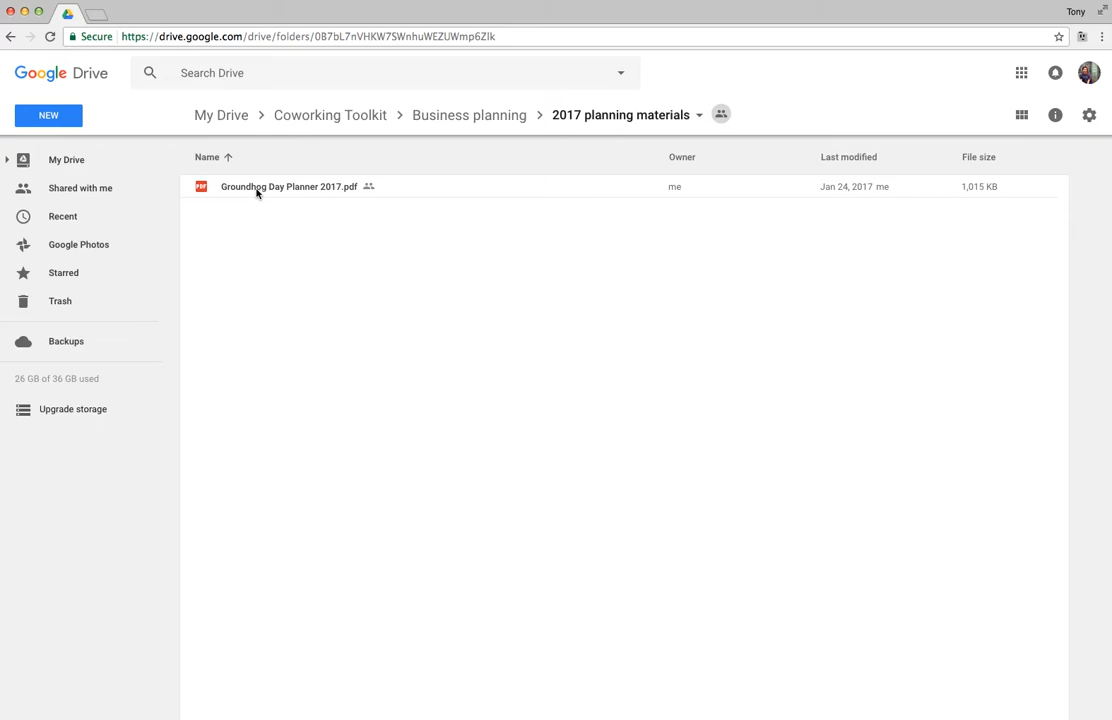 Tony
Secure https://drive.google.com/drive/folders/0B7bL7nVHKW7SWnhuWEZUWmp6Zlk
Google Drive
Search Drive
NEW
My Drive > Coworking Toolkit > Business planning > 2017 planning materials
Name Owner Last modified File size
PDF Groundhog Day Planner 2017.pdf me Jan 24, 2017 me 1,015 KB
My Drive
Shared with me
Recent
Google Photos
Starred
Trash
Backups
26 GB of 36 GB used
Upgrade storage